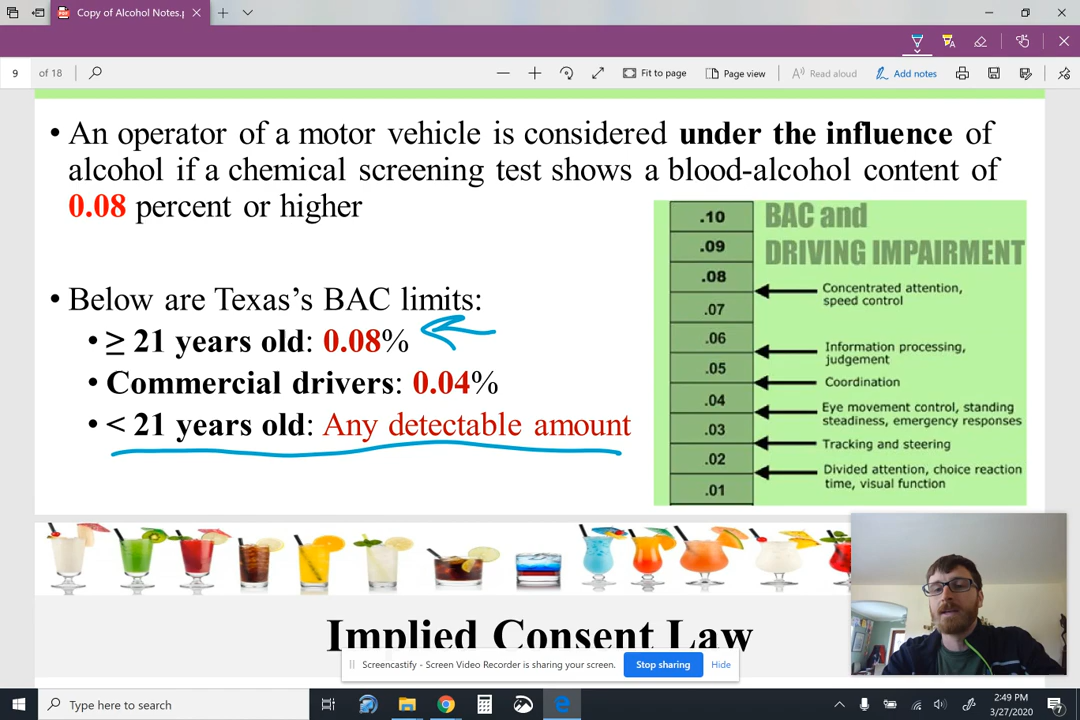 Copy of Alcohol Notes.p
9 of 18
Fit to page
Page view
Read aloud
Add notes
• An operator of a motor vehicle is considered under the influence of
alcohol if a chemical screening test shows a blood-alcohol content of
0.08 percent or higher
• Below are Texas's BAC limits:
• ≥ 21 years old: 0.08%
• Commercial drivers: 0.04%
• < 21 years old: Any detectable amount
BAC and
DRIVING IMPAIRMENT
.10
.09
.08
Concentrated attention,
speed control
.07
.06
Information processing,
judgement
.05
Coordination
.04
Eye movement control, standing
steadiness, emergency responses
.03
Tracking and steering
.02
Divided attention, choice reaction
time, visual function
.01
Implied Consent Law
Screencastify - Screen Video Recorder is sharing your screen.
Stop sharing
Hide
Type here to search
2:49 PM
3/27/2020
7